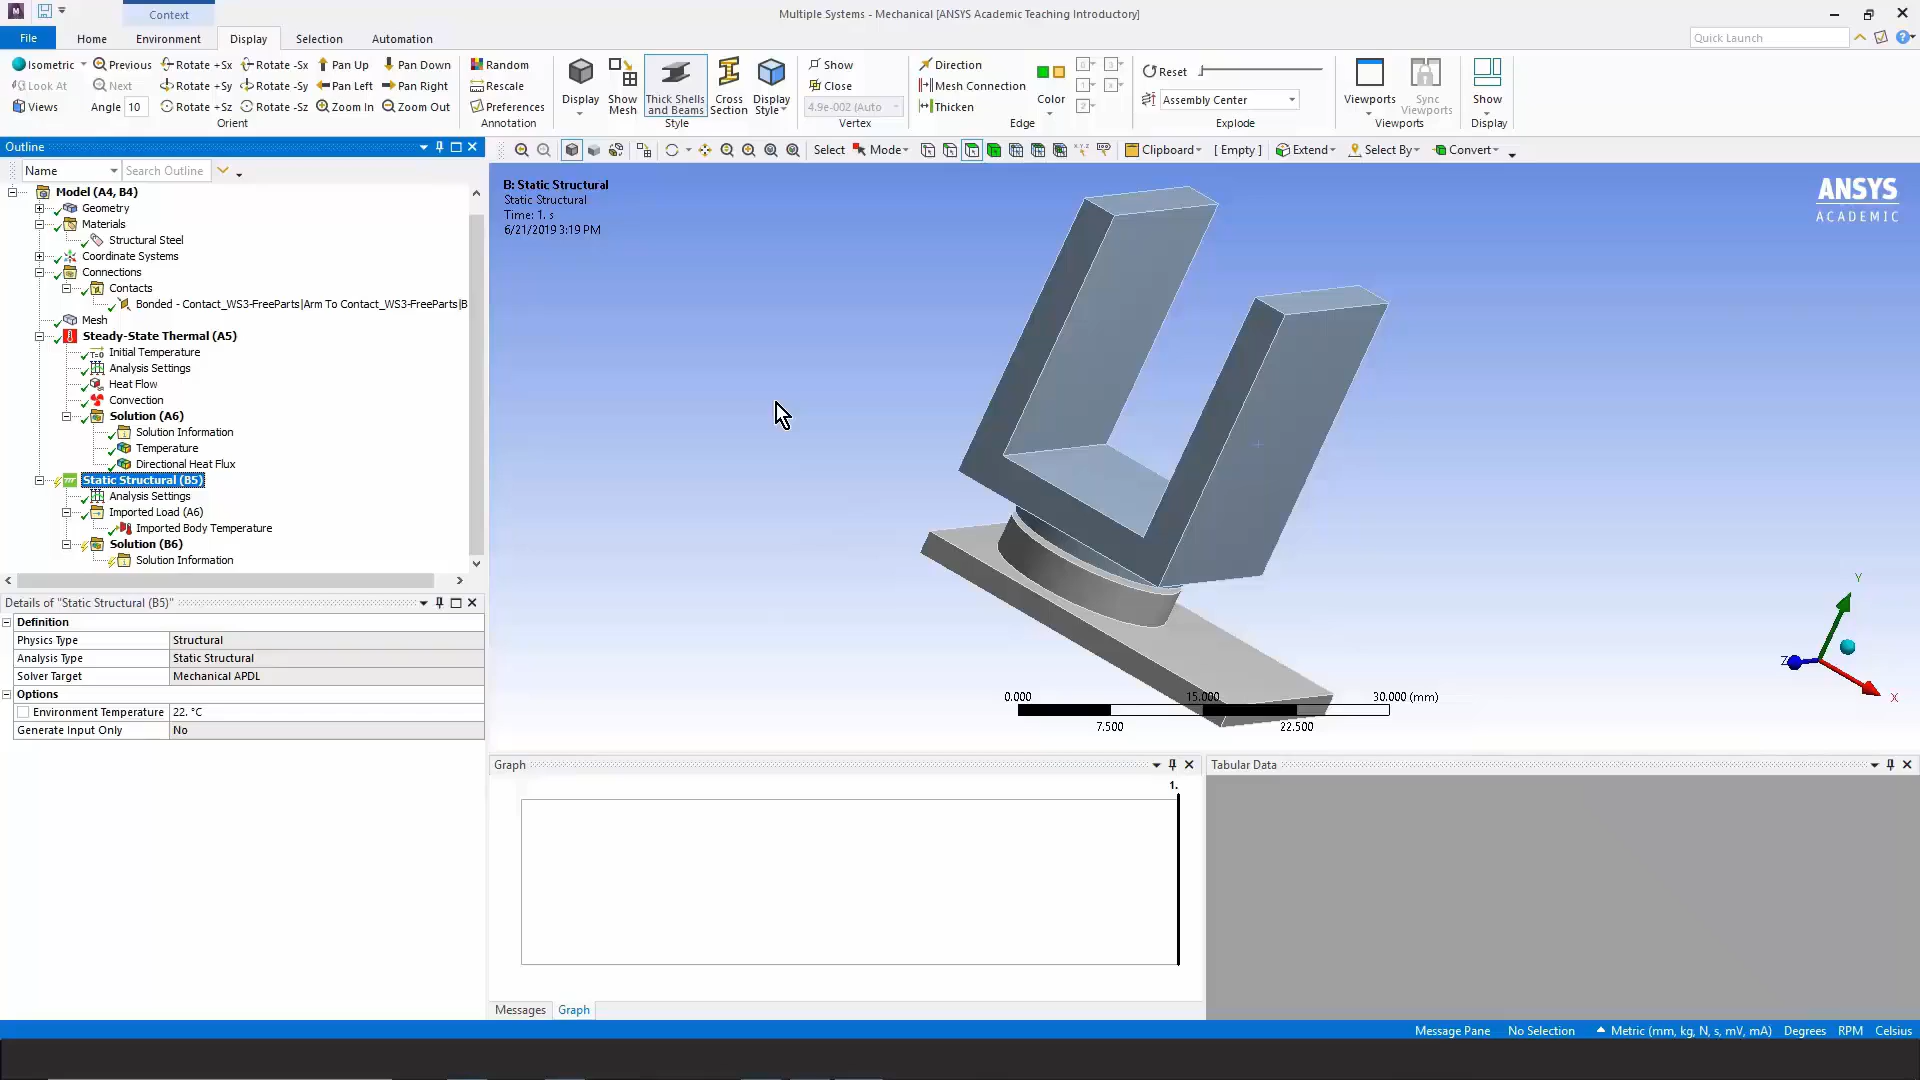 Context
Multiple Systems - Mechanical [ANSYS Academic Teaching Introductory]
File
Home
Environment
Display
Selection
Automation
Quick Launch
Isometric
Previous
Rotate +Sx
Rotate -Sx
Pan Up
Pan Down
Look At
Next
Rotate +Sy
Rotate -Sy
Pan Left
Pan Right
Views
Angle 10
Rotate +Sz
Rotate -Sz
Zoom In
Zoom Out
Orient
Random
Rescale
Preferences
Annotation
Display
Show
Mesh
Thick Shells
and Beams
Cross
Section
Display
Style
Style
Show
Close
4.9e-002 (Auto
Vertex
Direction
Mesh Connection
Thicken
Color
Edge
Reset
Assembly Center
Explode
Viewports
Sync
Viewports
Viewports
Show
Display
Outline
Name
Search Outline
Select
Mode
Clipboard
[ Empty ]
Extend
Select By
Convert
Model (A4, B4)
Geometry
Materials
Structural Steel
Coordinate Systems
Connections
Contacts
Bonded - Contact_WS3-FreeParts|Arm To Contact_WS3-FreeParts|B
Mesh
Steady-State Thermal (A5)
Initial Temperature
Analysis Settings
Heat Flow
Convection
Solution (A6)
Solution Information
Temperature
Directional Heat Flux
Static Structural (B5)
Analysis Settings
Imported Load (A6)
Imported Body Temperature
Solution (B6)
Solution Information
Details of "Static Structural (B5)"
Definition
Physics Type Structural
Analysis Type Static Structural
Solver Target Mechanical APDL
Options
Environment Temperature 22. °C
Generate Input Only No
B: Static Structural
Static Structural
Time: 1. s
6/21/2019 3:19 PM
ANSYS
ACADEMIC
Y
Z
X
0.000 15.000 30.000 (mm)
7.500 22.500
Graph
1.
Tabular Data
Messages
Graph
Message Pane
No Selection
Metric (mm, kg, N, s, mV, mA)
Degrees
RPM
Celsius